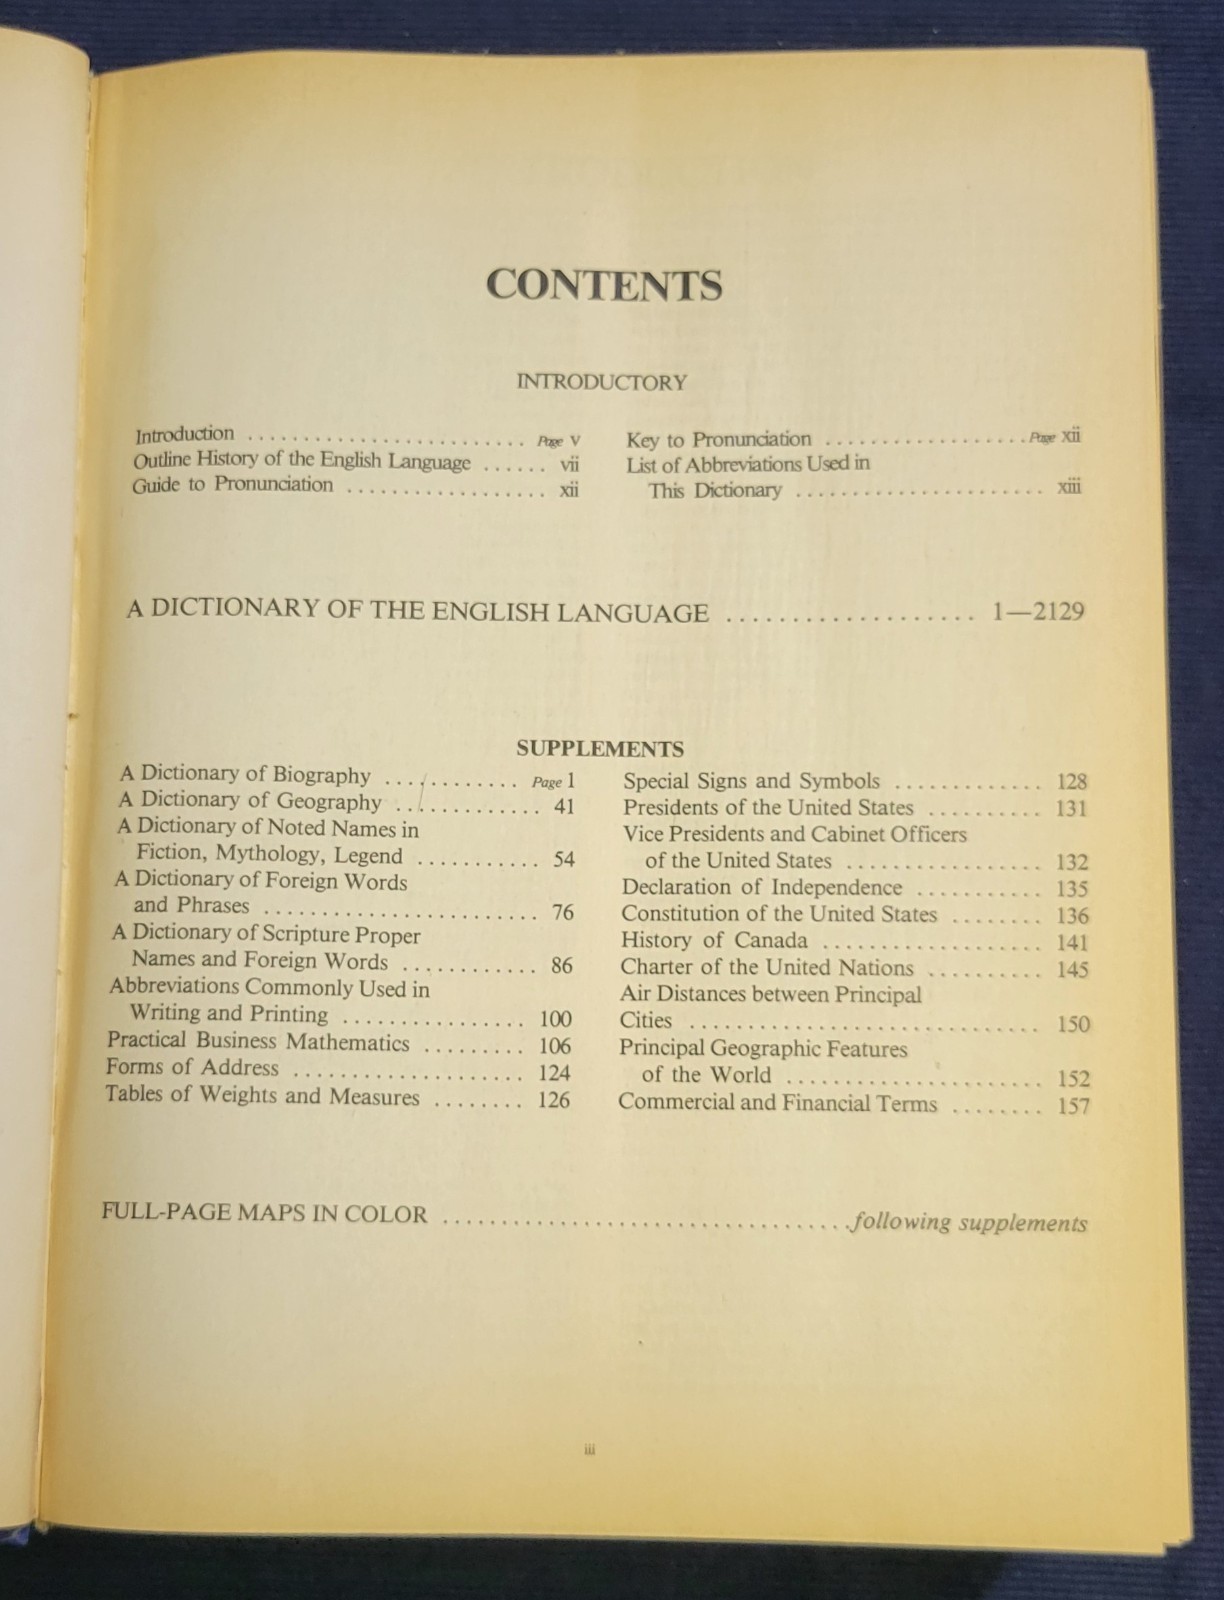 CONTENTS
INTRODUCTORY
Introduction ........................ Page v
Outline History of the English Language ...... vii
Guide to Pronunciation .................. xii
Key to Pronunciation ..................Page xii
List of Abbreviations Used in
This Dictionary ...................... xiii
A DICTIONARY OF THE ENGLISH LANGUAGE ................... 1—2129
SUPPLEMENTS
A Dictionary of Biography ............ Page 1
A Dictionary of Geography ............. 41
A Dictionary of Noted Names in
Fiction, Mythology, Legend ........... 54
A Dictionary of Foreign Words
and Phrases ........................ 76
A Dictionary of Scripture Proper
Names and Foreign Words ............ 86
Abbreviations Commonly Used in
Writing and Printing ................ 100
Practical Business Mathematics ......... 106
Forms of Address .................... 124
Tables of Weights and Measures ........ 126
Special Signs and Symbols ............. 128
Presidents of the United States .......... 131
Vice Presidents and Cabinet Officers
of the United States ................. 132
Declaration of Independence ........... 135
Constitution of the United States ........ 136
History of Canada ................... 141
Charter of the United Nations .......... 145
Air Distances between Principal
Cities ............................... 150
Principal Geographic Features
of the World ...................... 152
Commercial and Financial Terms ........ 157
FULL-PAGE MAPS IN COLOR ...................................following supplements
iii